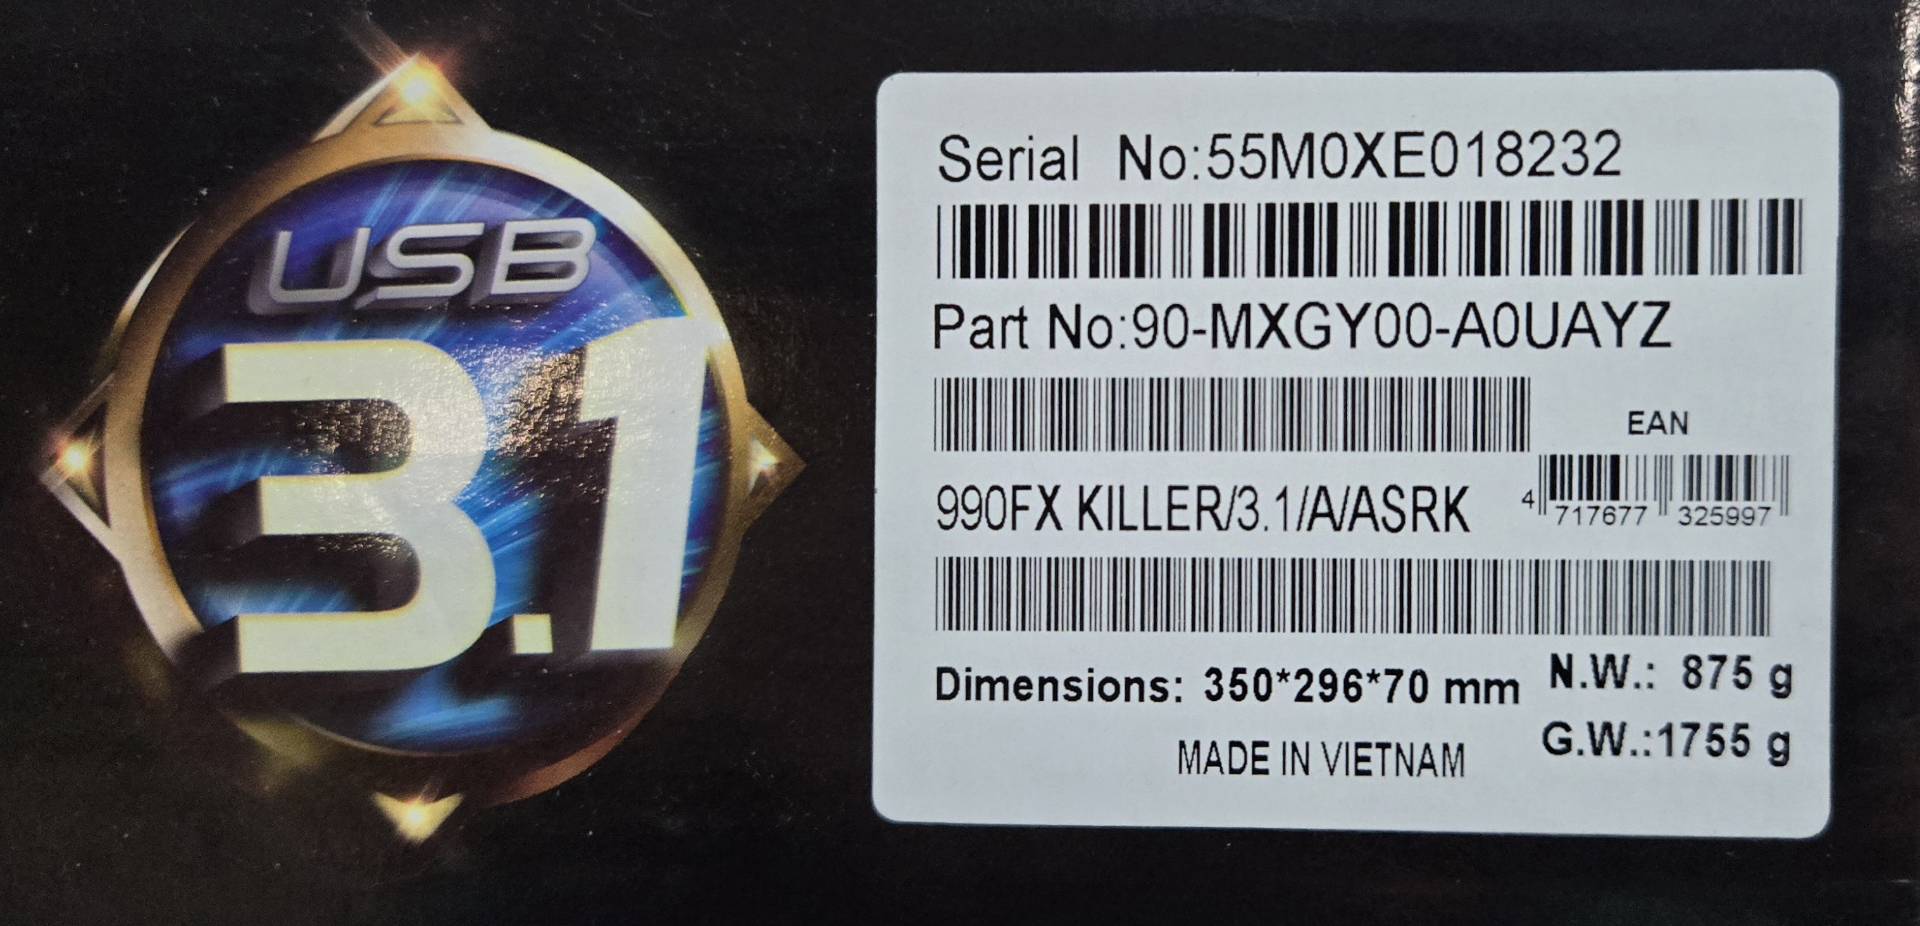 USB
3.1
Serial No:55M0XE018232
Part No:90-MXGY00-A0UAYZ
EAN
990FX KILLER/3.1/A/ASRK
4 717677 325997
Dimensions: 350*296*70 mm
N.W.: 875 g
G.W.:1755 g
MADE IN VIETNAM